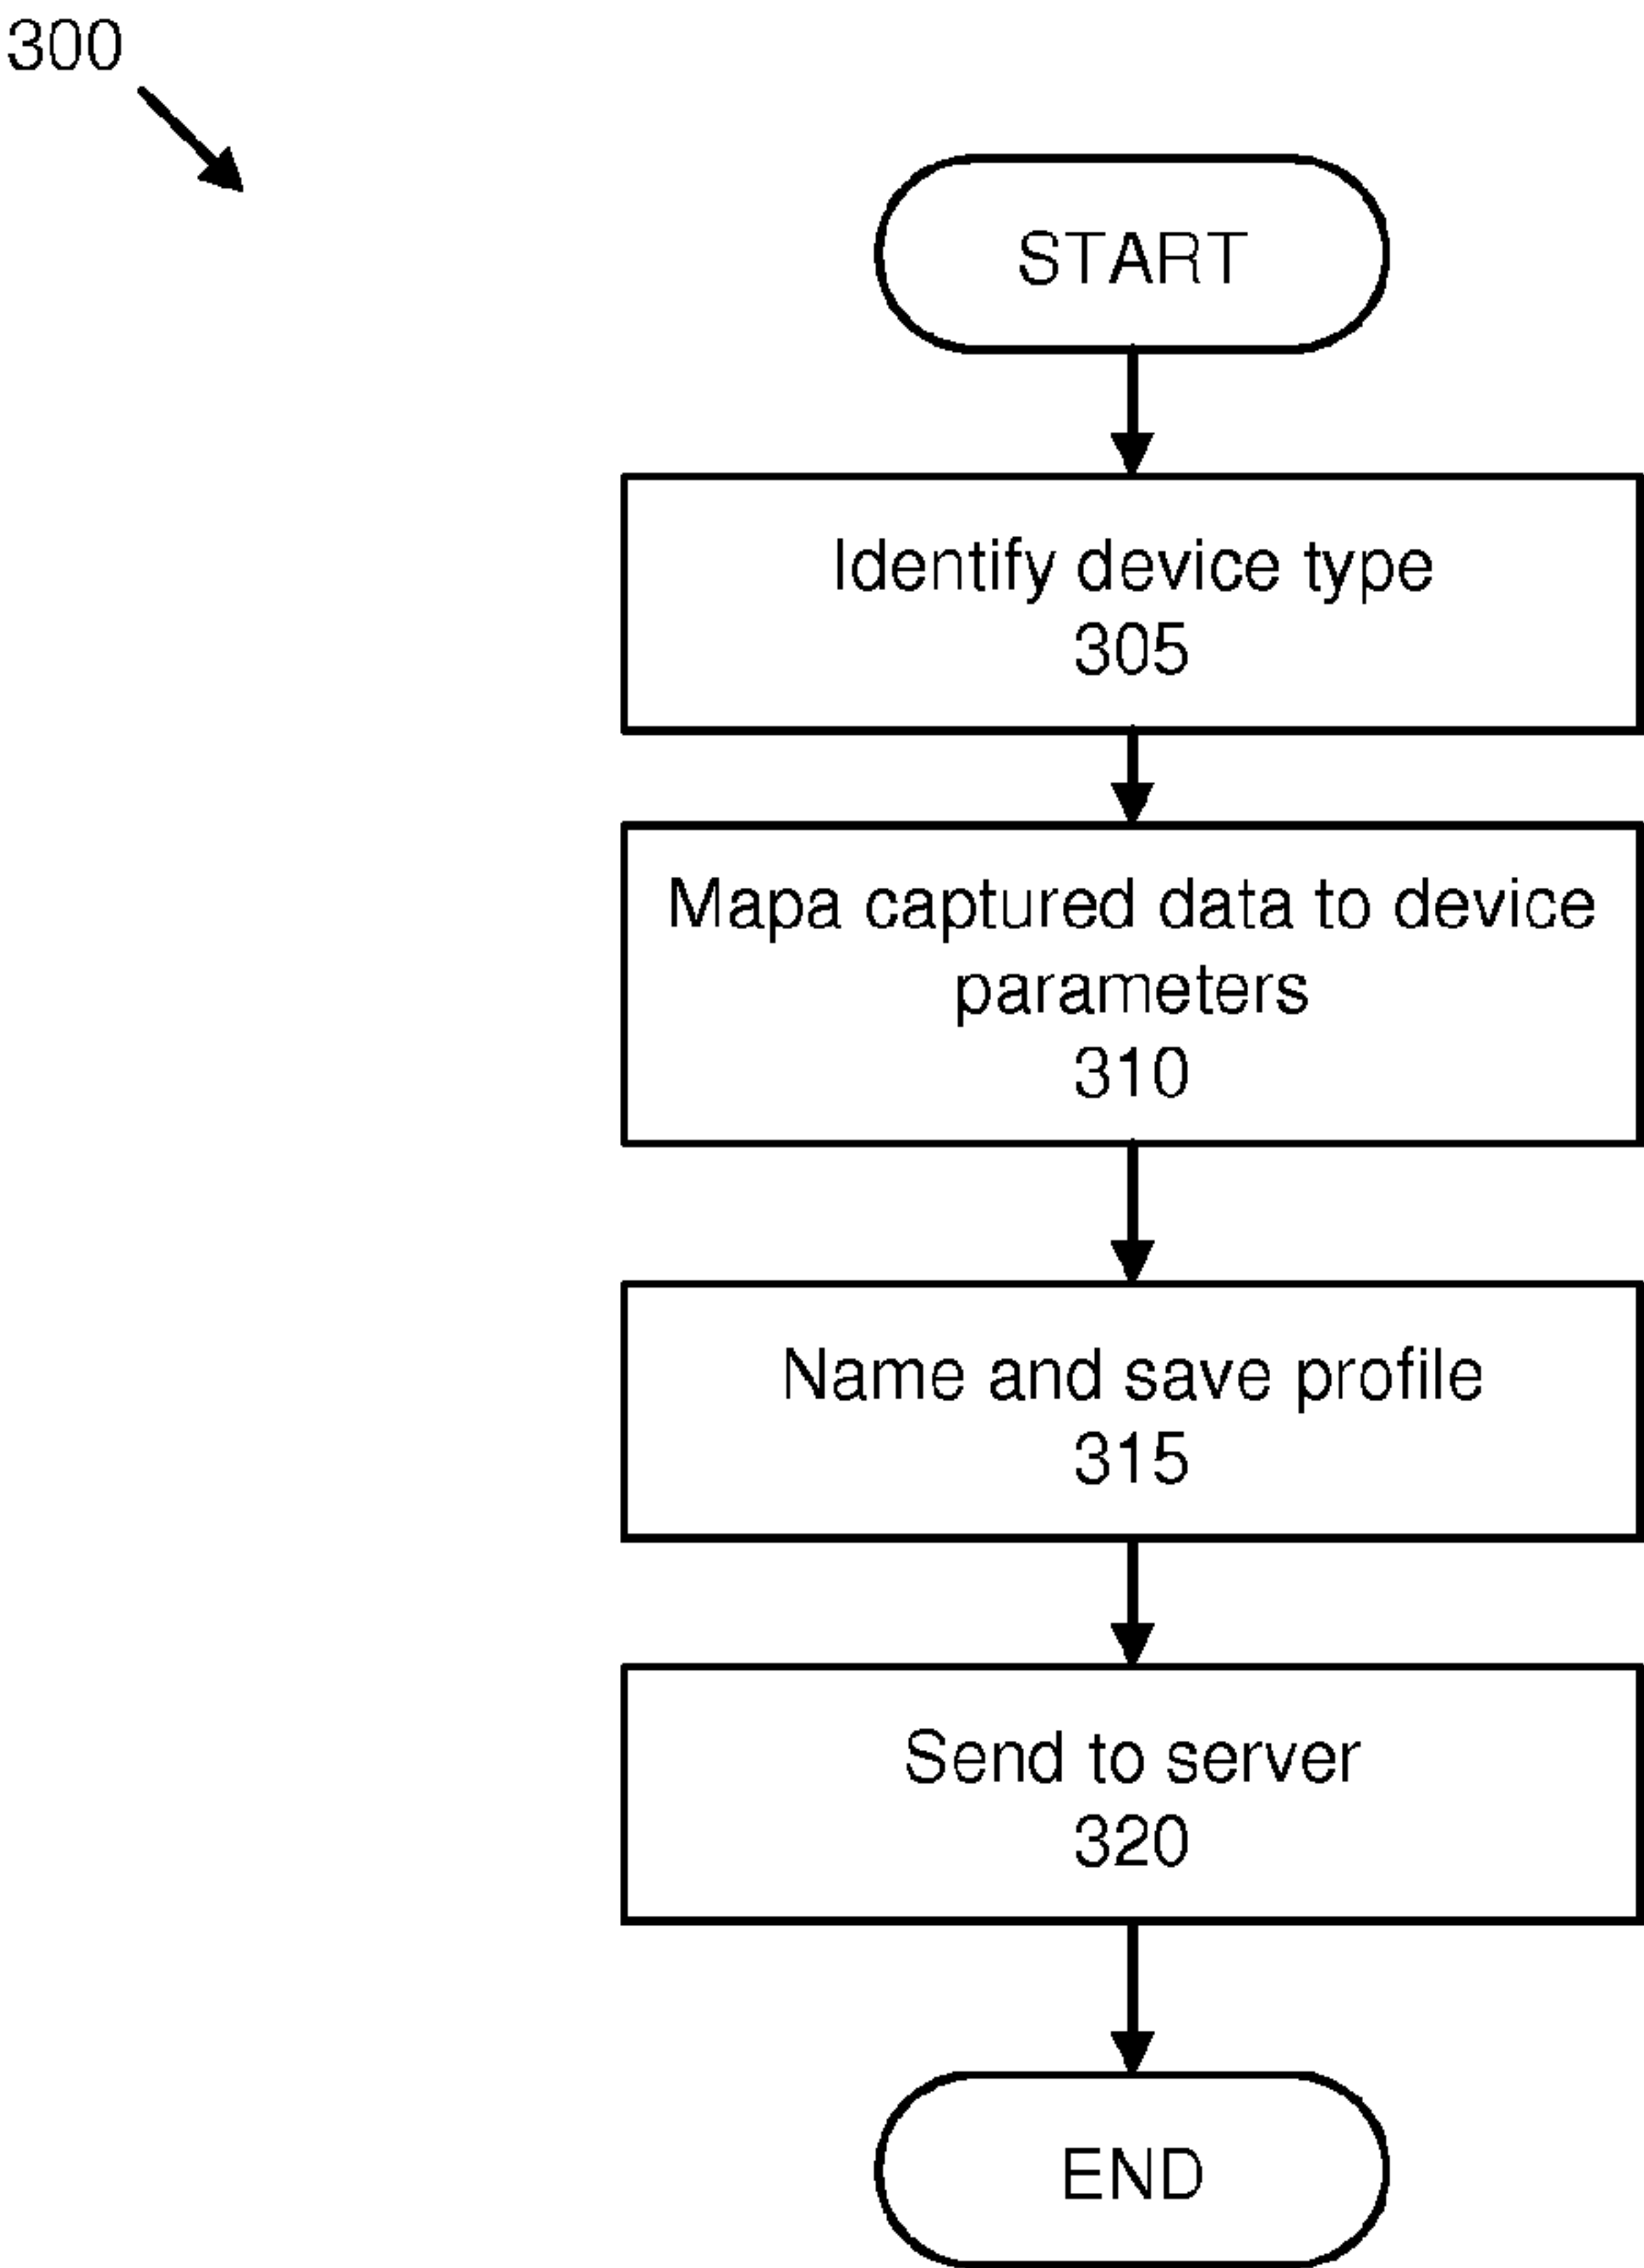 300
START
Identify device type
305
Mapa captured data to device
parameters
310
Name and save profile
315
Send to server
320
END